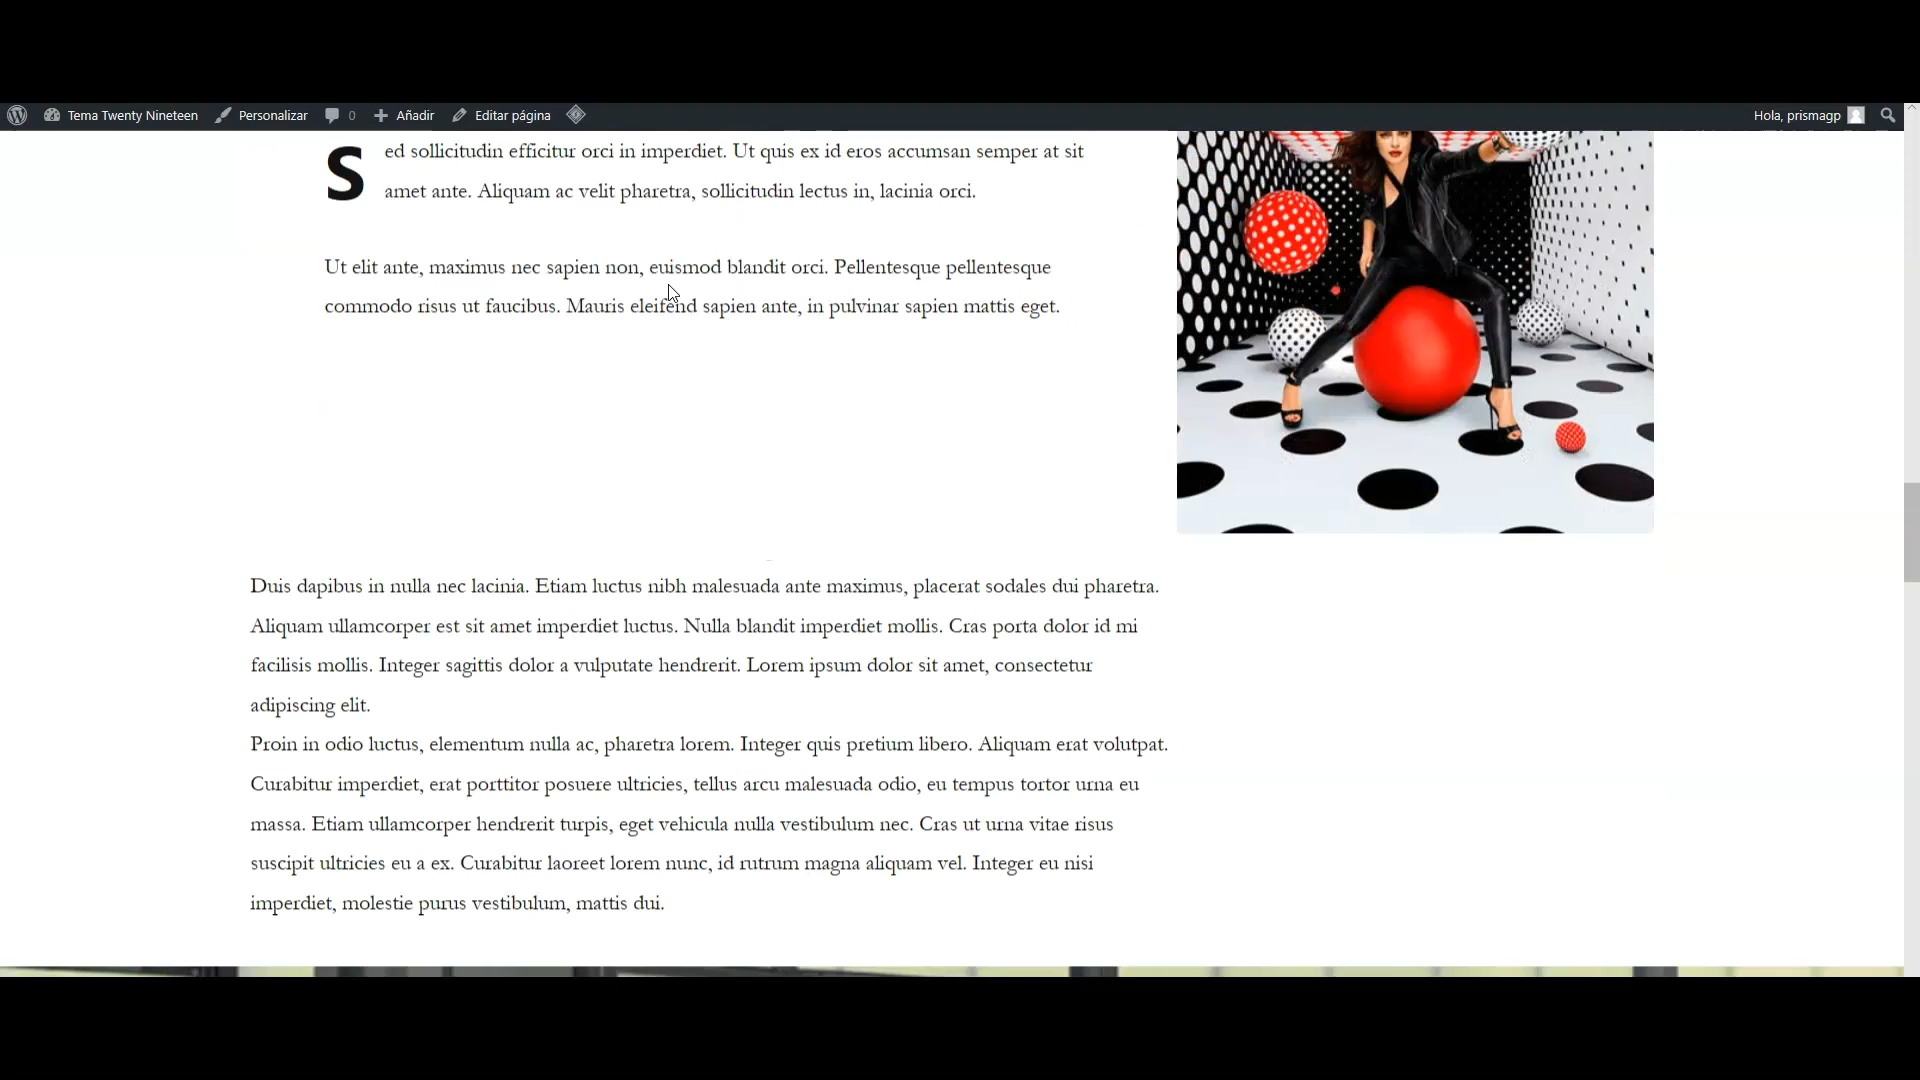 Tema Twenty Nineteen Personalizar 0 Añadir Editar página Hola, prismagp
Sed sollicitudin efficitur orci in imperdiet. Ut quis ex id eros accumsan semper at sit
amet ante. Aliquam ac velit pharetra, sollicitudin lectus in, lacinia orci.
Ut elit ante, maximus nec sapien non, euismod blandit orci. Pellentesque pellentesque
commodo risus ut faucibus. Mauris eleifend sapien ante, in pulvinar sapien mattis eget.
Duis dapibus in nulla nec lacinia. Etiam luctus nibh malesuada ante maximus, placerat sodales dui pharetra.
Aliquam ullamcorper est sit amet imperdiet luctus. Nulla blandit imperdiet mollis. Cras porta dolor id mi
facilisis mollis. Integer sagittis dolor a vulputate hendrerit. Lorem ipsum dolor sit amet, consectetur
adipiscing elit.
Proin in odio luctus, elementum nulla ac, pharetra lorem. Integer quis pretium libero. Aliquam erat volutpat.
Curabitur imperdiet, erat porttitor posuere ultricies, tellus arcu malesuada odio, eu tempus tortor urna eu
massa. Etiam ullamcorper hendrerit turpis, eget vehicula nulla vestibulum nec. Cras ut urna vitae risus
suscipit ultricies eu a ex. Curabitur laoreet lorem nunc, id rutrum magna aliquam vel. Integer eu nisi
imperdiet, molestie purus vestibulum, mattis dui.